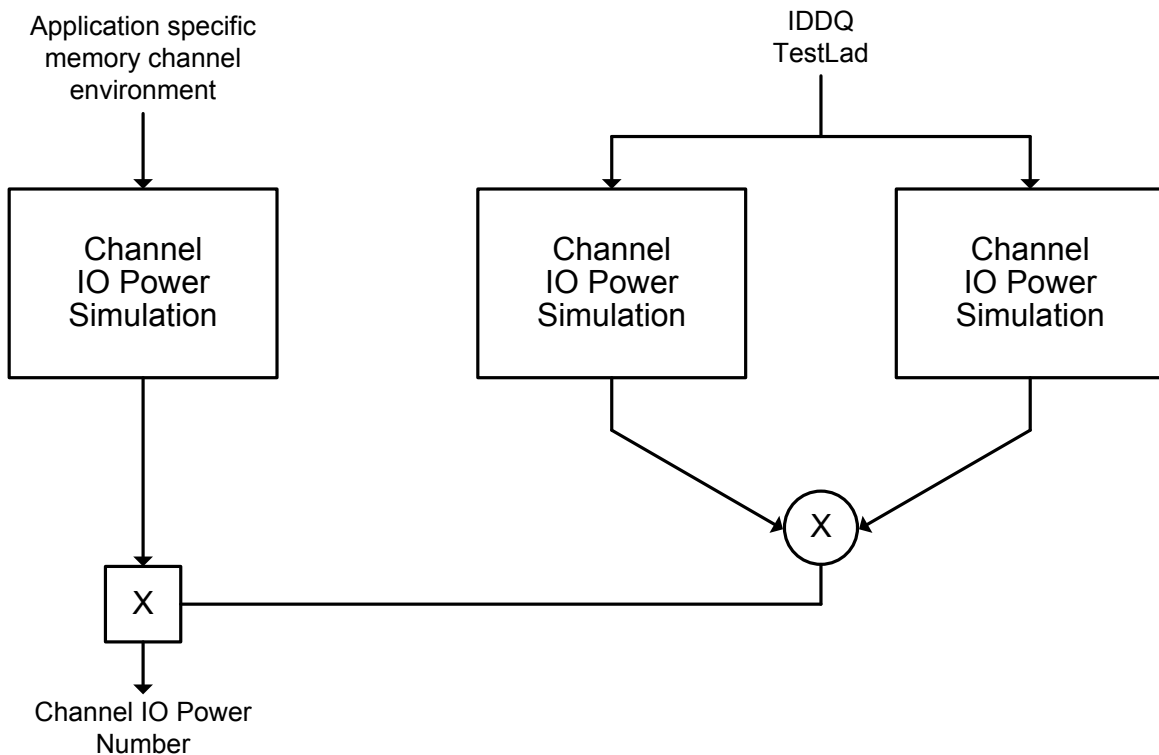 Application specific
memory channel
environment
IDDQ
TestLad
Channel
IO Power
Simulation
Channel
IO Power
Simulation
Channel
IO Power
Simulation
X
X
Channel IO Power
Number